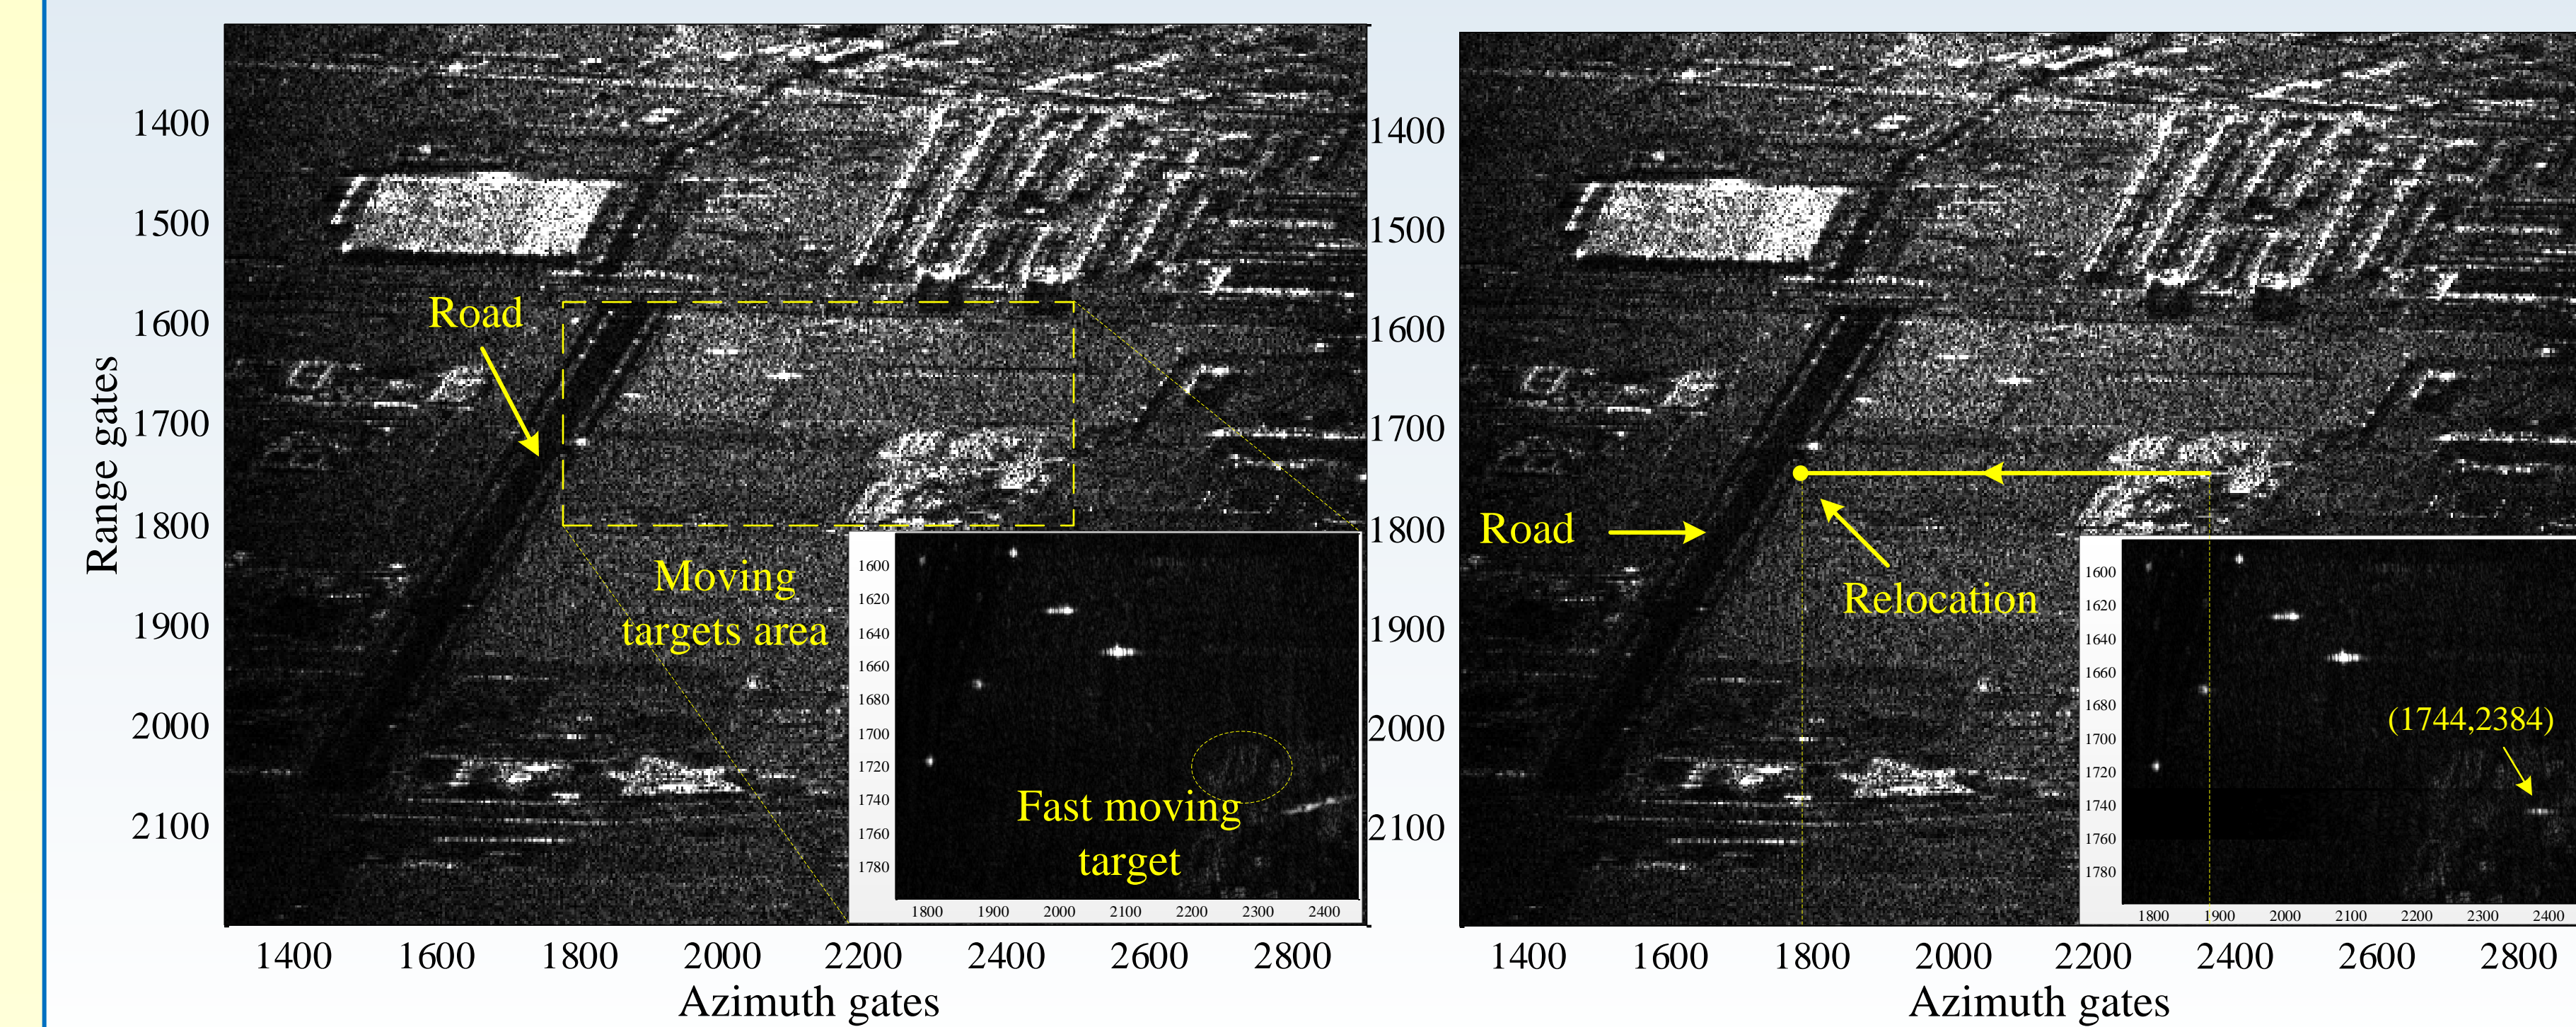 1400
1500
1600
1700
1800
1900
2000
2100
Range gates
Road
Moving
targets area
1600
1620
1640
1660
1680
1700
1720
1740
1760
1780
Fast moving
target
1800 1900 2000 2100 2200 2300 2400
1400 1600 1800 2000 2200 2400 2600 2800
Azimuth gates
1400
1500
1600
1700
1800
1900
2000
2100
Road
Relocation
1600
1620
1640
1660
1680
1700
1720
1740
1760
1780
(1744,2384)
1800 1900 2000 2100 2200 2300 2400
1400 1600 1800 2000 2200 2400 2600 2800
Azimuth gates